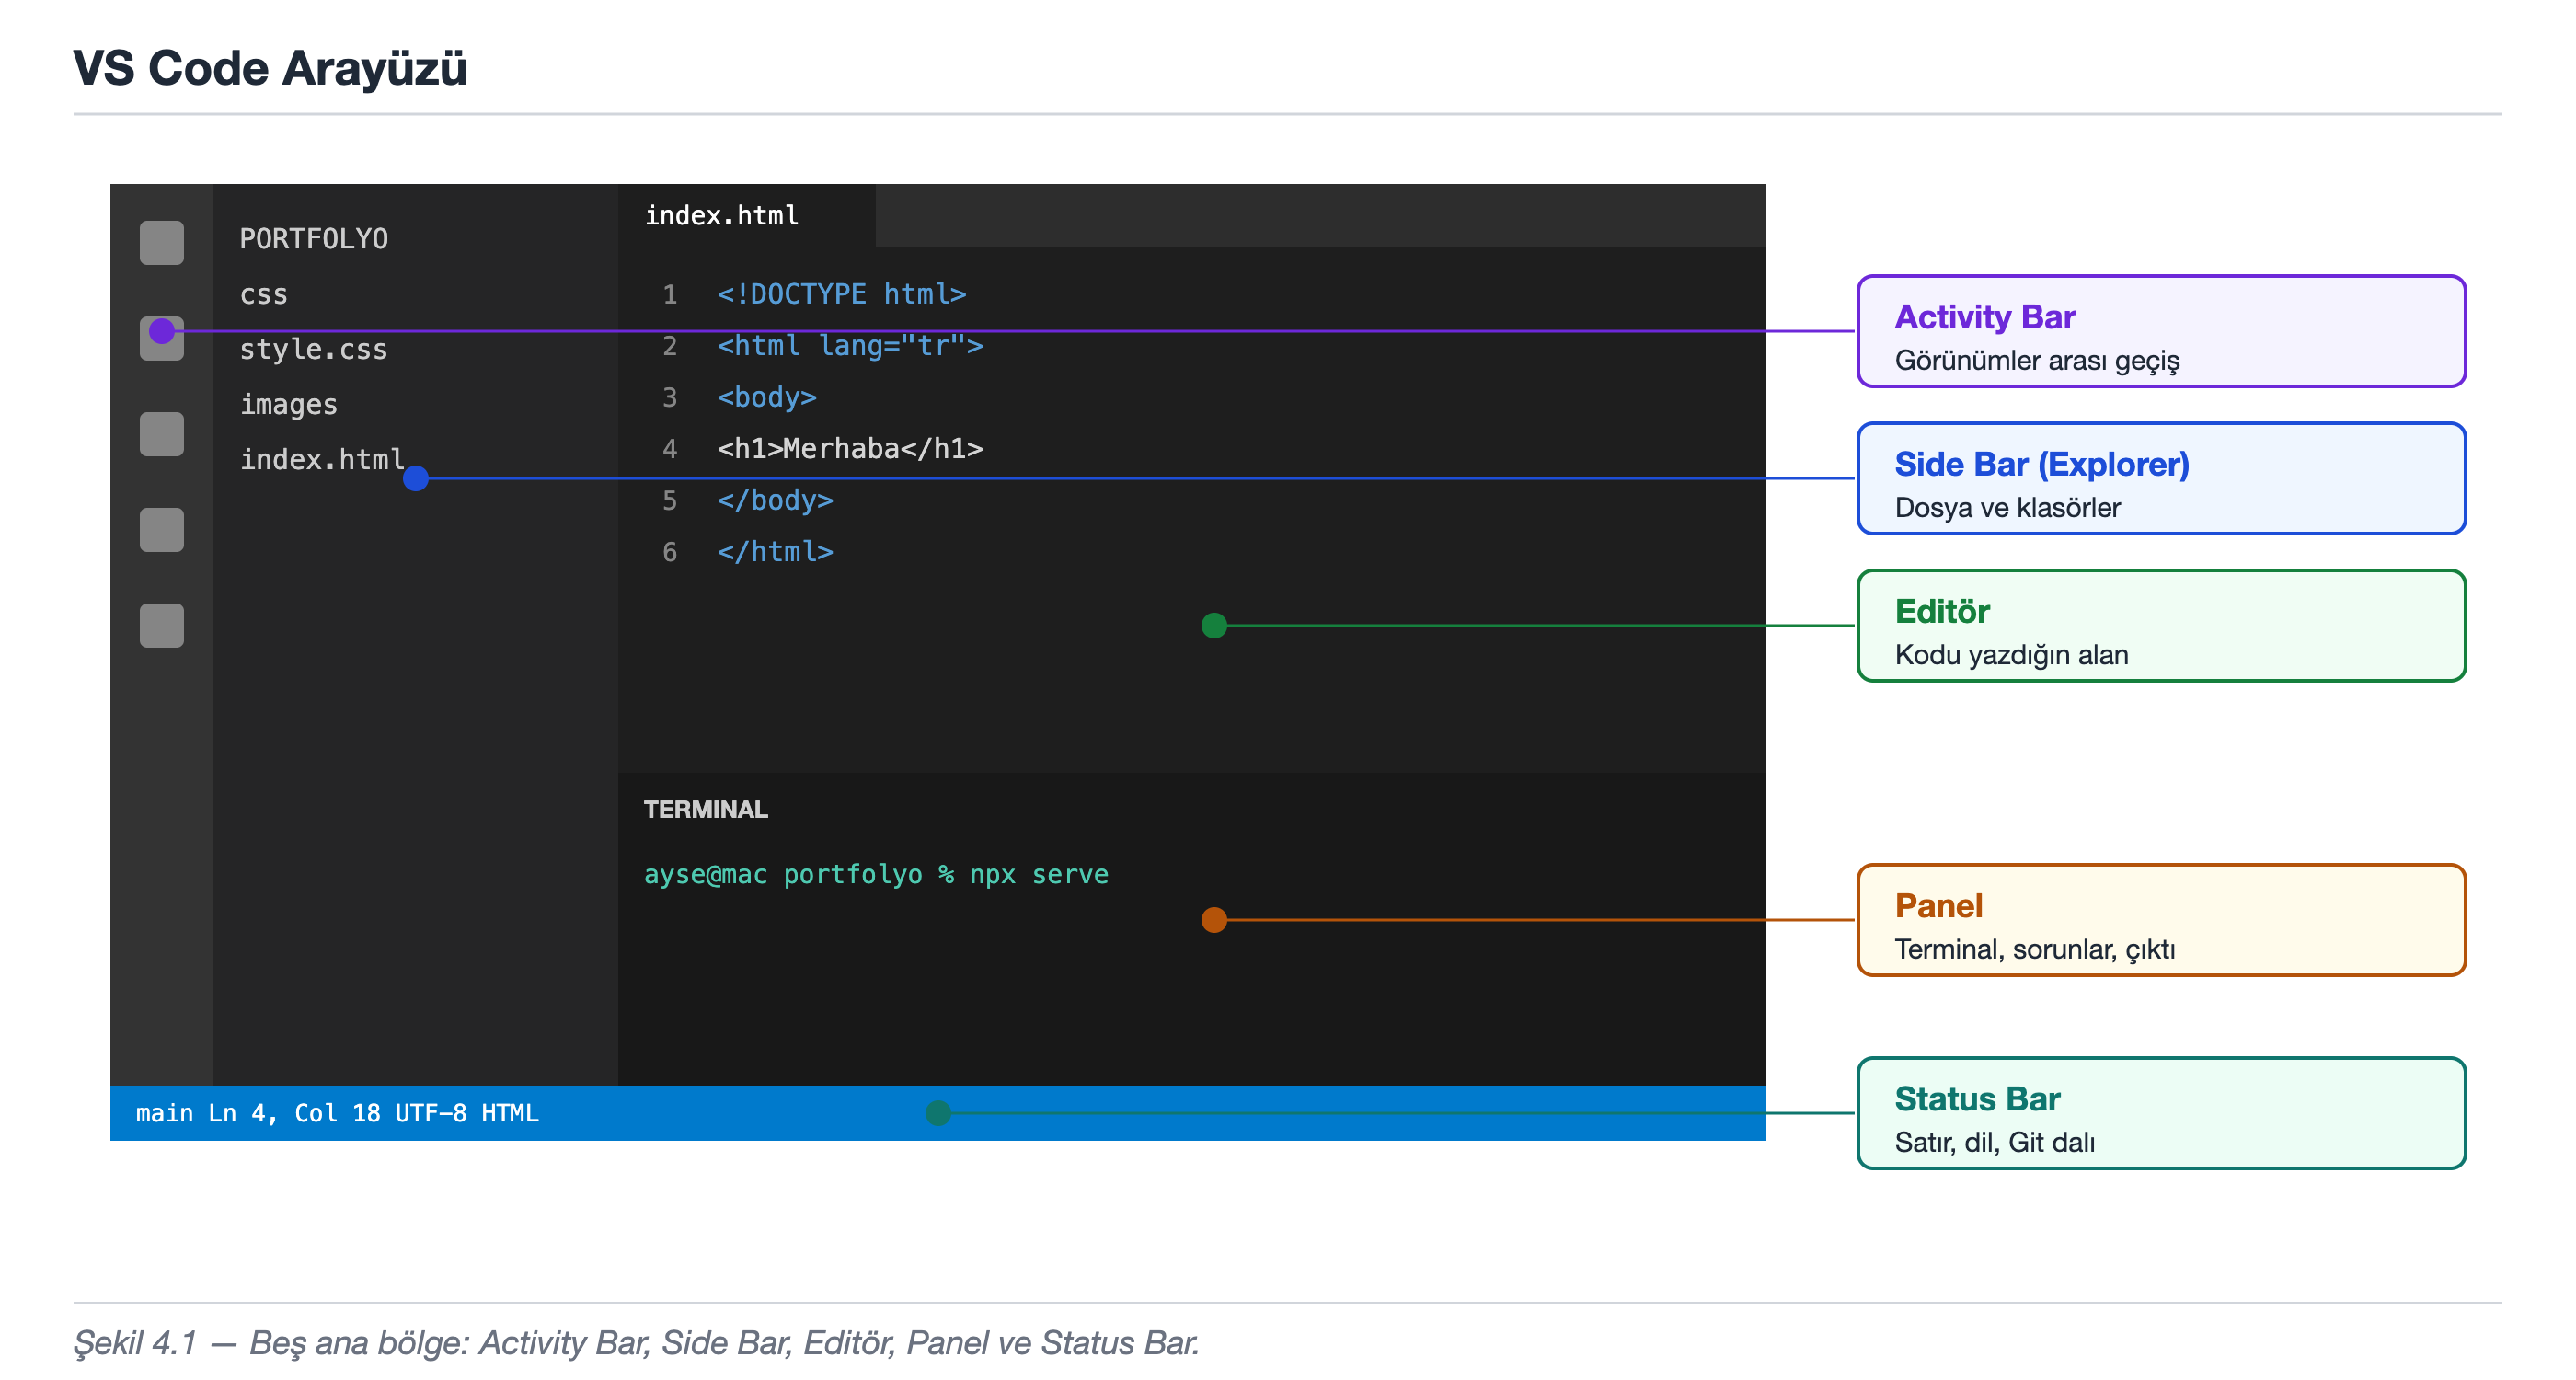 VS Code Arayüzü
PORTFOLYO
css
style.css
images
index.html
index.html
1 <!DOCTYPE html>
2 <html lang="tr">
3 <body>
4 <h1>Merhaba</h1>
5 </body>
6 </html>
TERMINAL
ayse@mac portfolyo % npx serve
main Ln 4, Col 18 UTF-8 HTML
Activity Bar
Görünümler arası geçiş
Side Bar (Explorer)
Dosya ve klasörler
Editör
Kodu yazdığın alan
Panel
Terminal, sorunlar, çıktı
Status Bar
Satır, dil, Git dalı
Şekil 4.1 — Beş ana bölge: Activity Bar, Side Bar, Editör, Panel ve Status Bar.